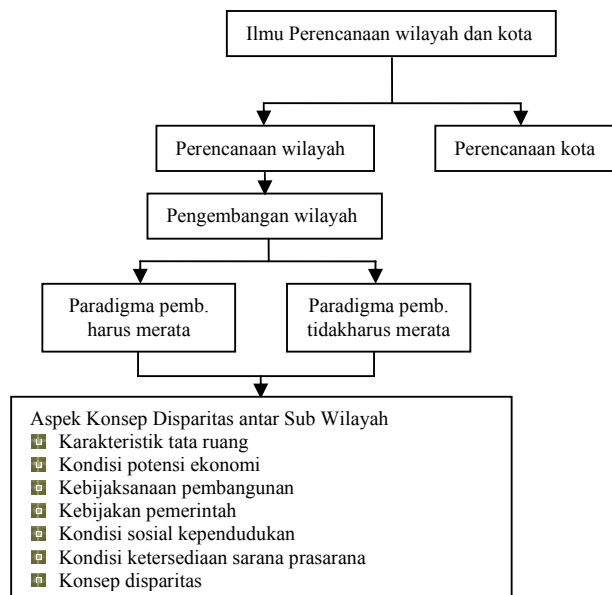 Ilmu Perencanaan wilayah dan kota
Perencanaan wilayah
Perencanaan kota
Pengembangan wilayah
Paradigma pemb.
harus merata
Paradigma pemb.
tidakharus merata
Aspek Konsep Disparitas antar Sub Wilayah
Karakteristik tata ruang
Kondisi potensi ekonomi
Kebijaksanaan pembangunan
Kebijakan pemerintah
Kondisi sosial kependudukan
Kondisi ketersediaan sarana prasarana
Konsep disparitas